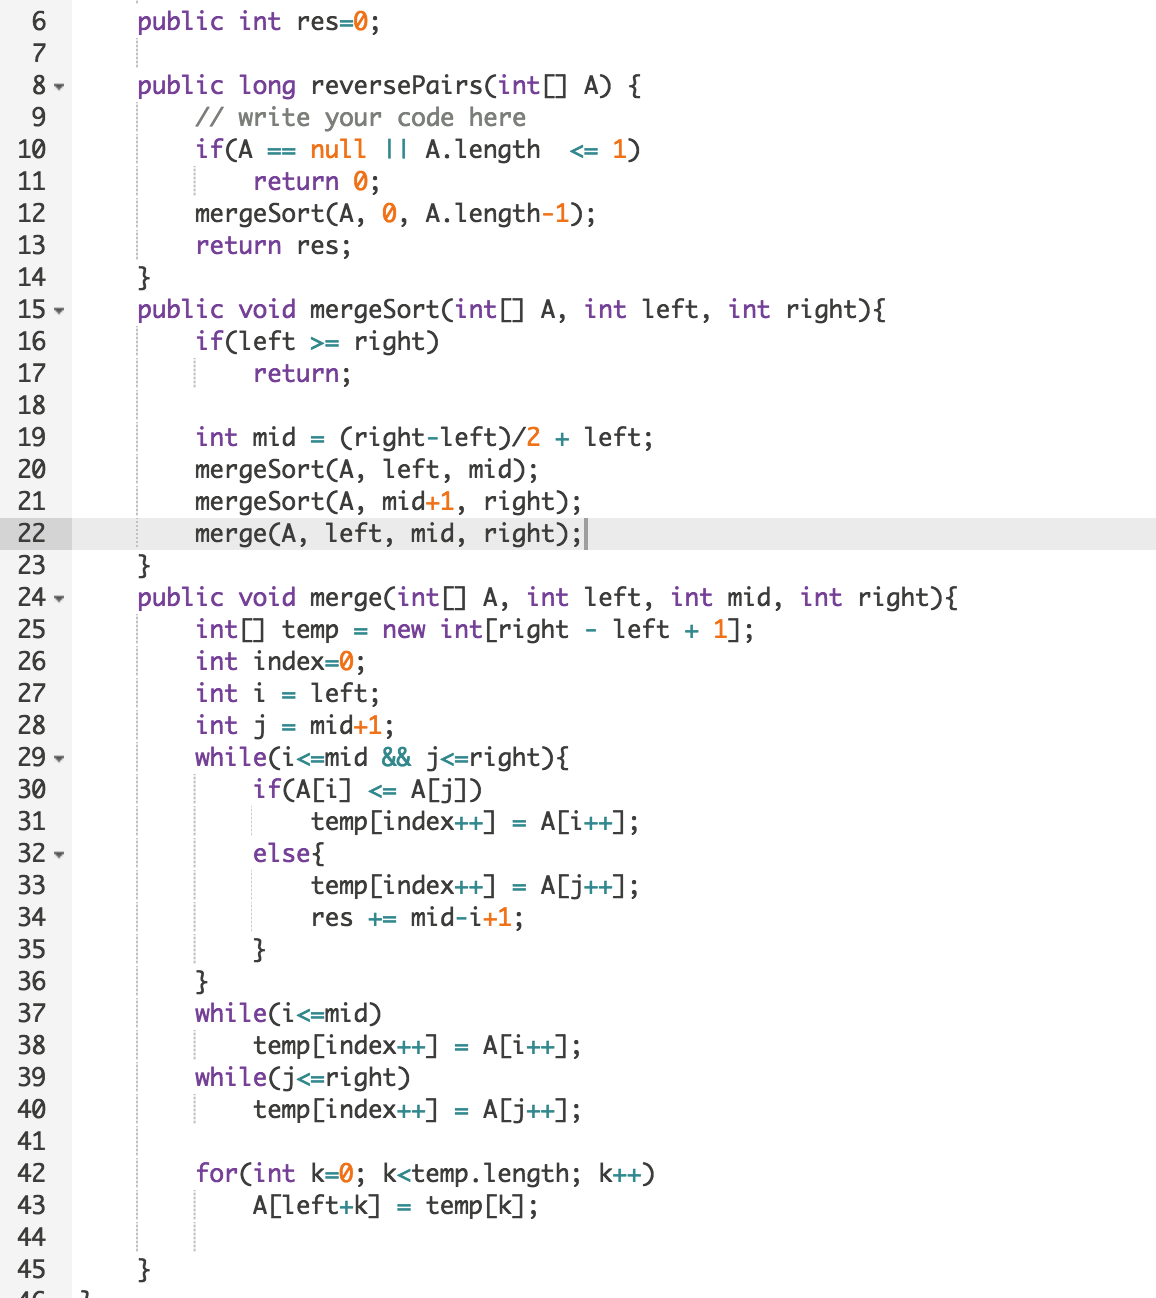 6 public int res=0;
7
8 public long reversePairs(int[] A) {
9 // write your code here
10 if(A == null || A.length  <= 1)
11 return 0;
12 mergeSort(A, 0, A.length-1);
13 return res;
14 }
15 public void mergeSort(int[] A, int left, int right){
16 if(left >= right)
17 return;
18
19 int mid = (right-left)/2 + left;
20 mergeSort(A, left, mid);
21 mergeSort(A, mid+1, right);
22 merge(A, left, mid, right);
23 }
24 public void merge(int[] A, int left, int mid, int right){
25 int[] temp = new int[right - left + 1];
26 int index=0;
27 int i = left;
28 int j = mid+1;
29 while(i<=mid && j<=right){
30 if(A[i] <= A[j])
31 temp[index++] = A[i++];
32 else{
33 temp[index++] = A[j++];
34 res += mid-i+1;
35 }
36 }
37 while(i<=mid)
38 temp[index++] = A[i++];
39 while(j<=right)
40 temp[index++] = A[j++];
41
42 for(int k=0; k<temp.length; k++)
43 A[left+k] = temp[k];
44
45 }